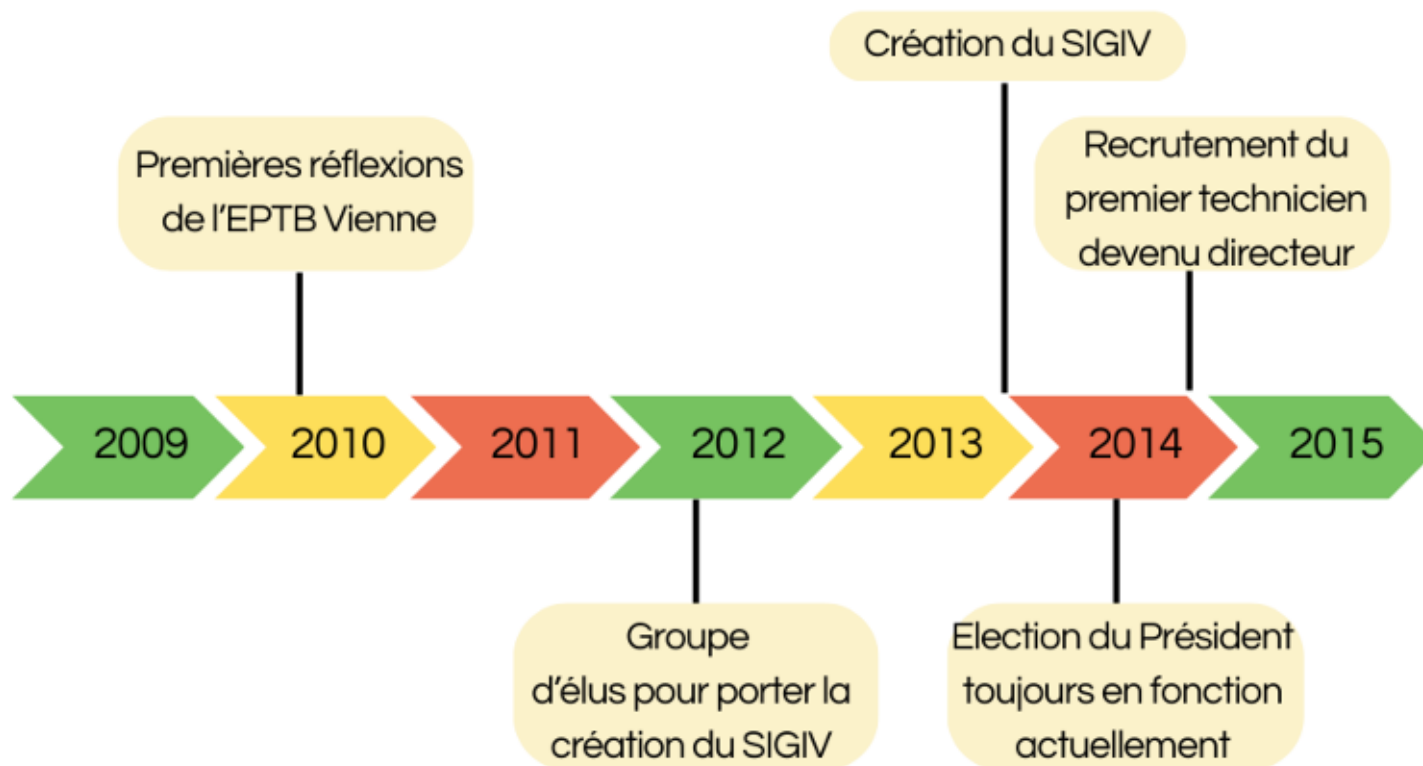 Création du SIGIV
Premières réflexions
de l'EPTB Vienne
Recrutement du
premier technicien
devenu directeur
2009
2010
2011
2012
2013
2014
2015
Groupe
d'élus pour porter la
création du SIGIV
Election du Président
toujours en fonction
actuellement